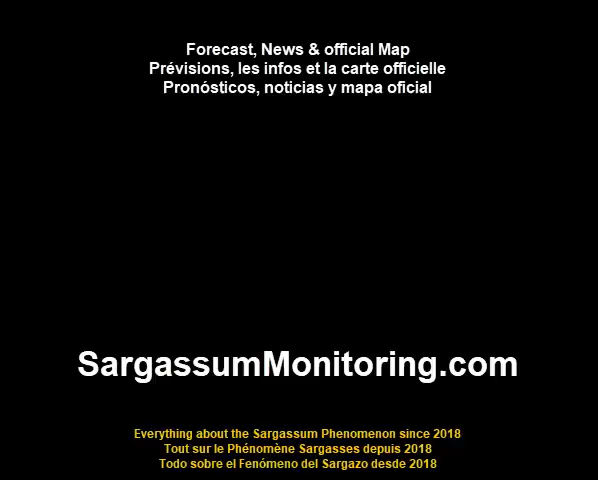 Forecast, News & official Map
Prévisions, les infos et la carte officielle
Pronósticos, noticias y mapa oficial
SargassumMonitoring.com
Everything about the Sargassum Phenomenon since 2018
Tout sur le Phénomène Sargasses depuis 2018
Todo sobre el Fenómeno del Sargazo desde 2018